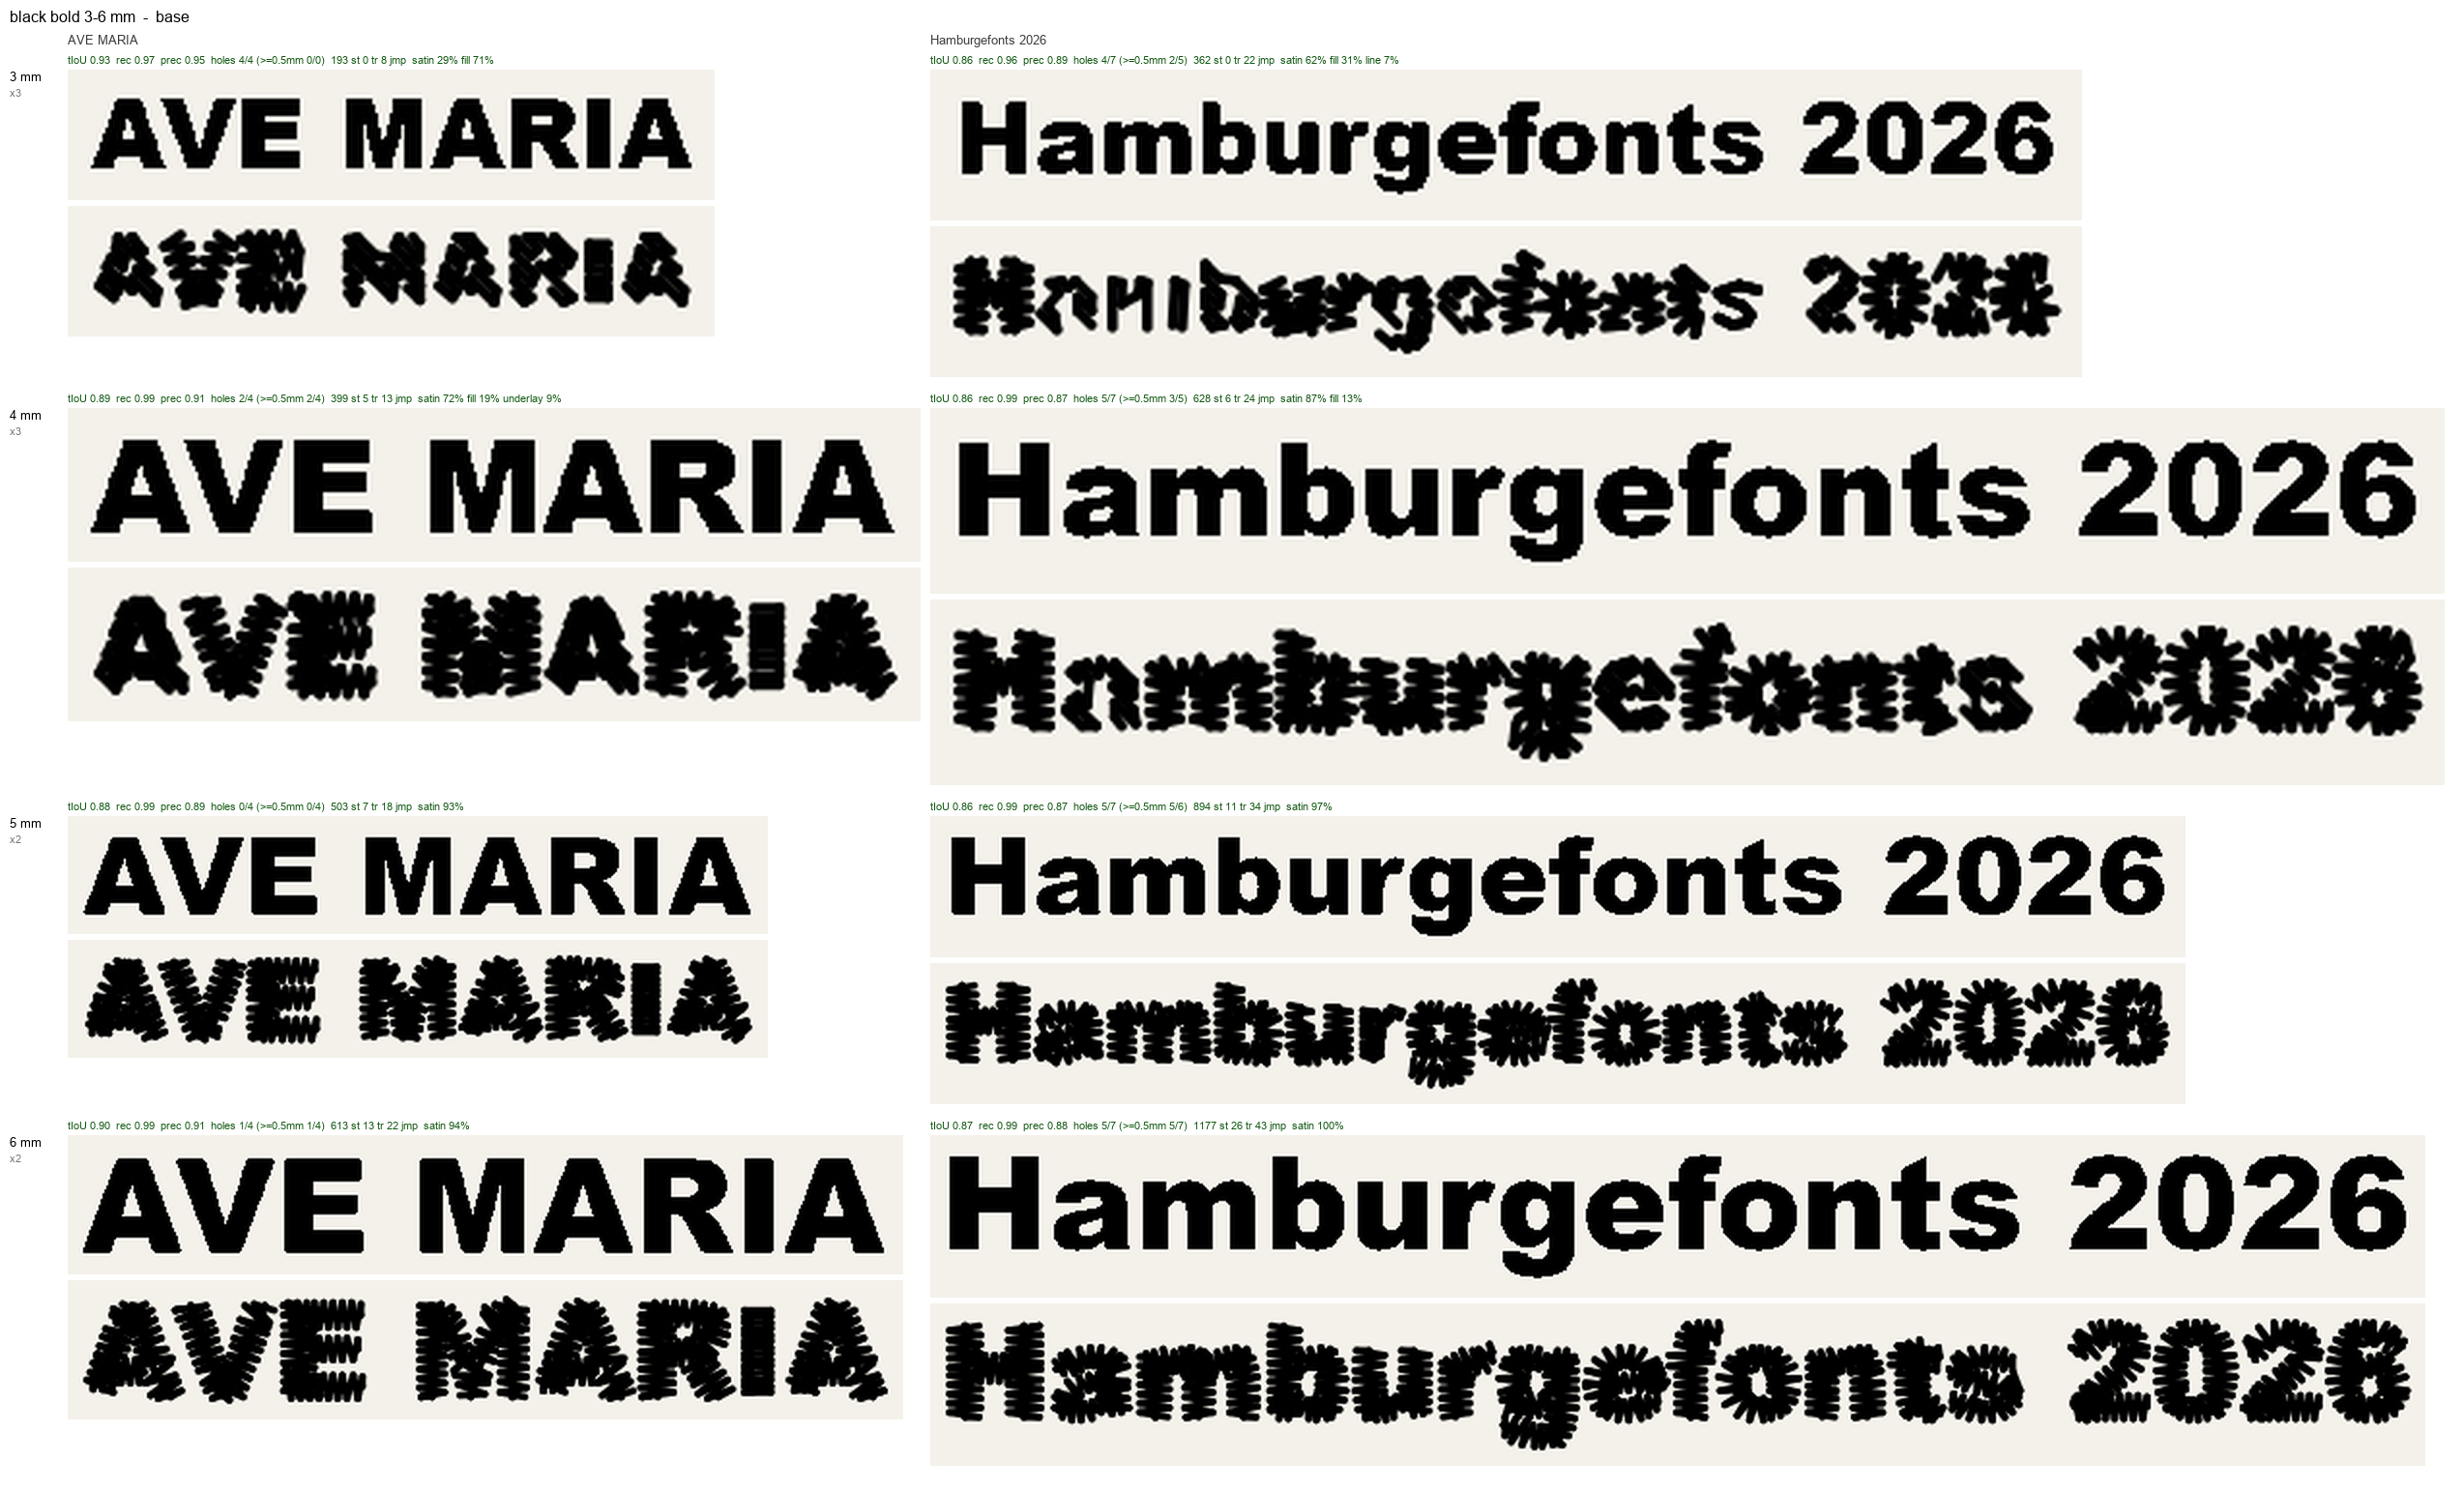 black bold 3-6 mm - base
AVE MARIA
Hamburgefonts 2026
3 mm
x3
tIoU 0.93 rec 0.97 prec 0.95 holes 4/4 (>=0.5mm 0/0) 193 st 0 tr 8 jmp satin 29% fill 71%
AVE MARIA
AVE MARIA
tIoU 0.86 rec 0.96 prec 0.89 holes 4/7 (>=0.5mm 2/5) 362 st 0 tr 22 jmp satin 62% fill 31% line 7%
Hamburgefonts 2026
Hamburgefonts 2026
4 mm
x3
tIoU 0.89 rec 0.99 prec 0.91 holes 2/4 (>=0.5mm 2/4) 399 st 5 tr 13 jmp satin 72% fill 19% underlay 9%
AVE MARIA
AVE MARIA
tIoU 0.86 rec 0.99 prec 0.87 holes 5/7 (>=0.5mm 3/5) 628 st 6 tr 24 jmp satin 87% fill 13%
Hamburgefonts 2026
Hamburgefonts 2026
5 mm
x2
tIoU 0.88 rec 0.99 prec 0.89 holes 0/4 (>=0.5mm 0/4) 503 st 7 tr 18 jmp satin 93%
AVE MARIA
AVE MARIA
tIoU 0.86 rec 0.99 prec 0.87 holes 5/7 (>=0.5mm 5/6) 894 st 11 tr 34 jmp satin 97%
Hamburgefonts 2026
Hamburgefonts 2026
6 mm
x2
tIoU 0.90 rec 0.99 prec 0.91 holes 1/4 (>=0.5mm 1/4) 613 st 13 tr 22 jmp satin 94%
AVE MARIA
AVE MARIA
tIoU 0.87 rec 0.99 prec 0.88 holes 5/7 (>=0.5mm 5/7) 1177 st 26 tr 43 jmp satin 100%
Hamburgefonts 2026
Hamburgefonts 2026